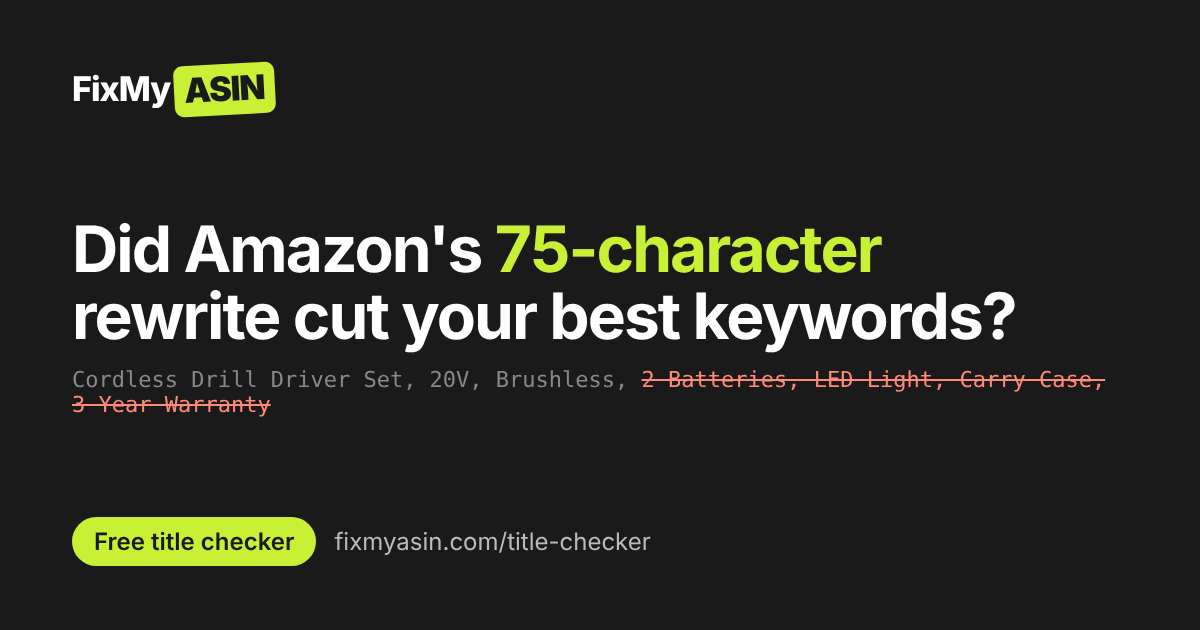 FixMy ASIN
Did Amazon's 75-character
rewrite cut your best keywords?
Cordless Drill Driver Set, 20V, Brushless, 2 Batteries, LED Light, Carry Case,
3 Year Warranty
Free title checker fixmyasin.com/title-checker